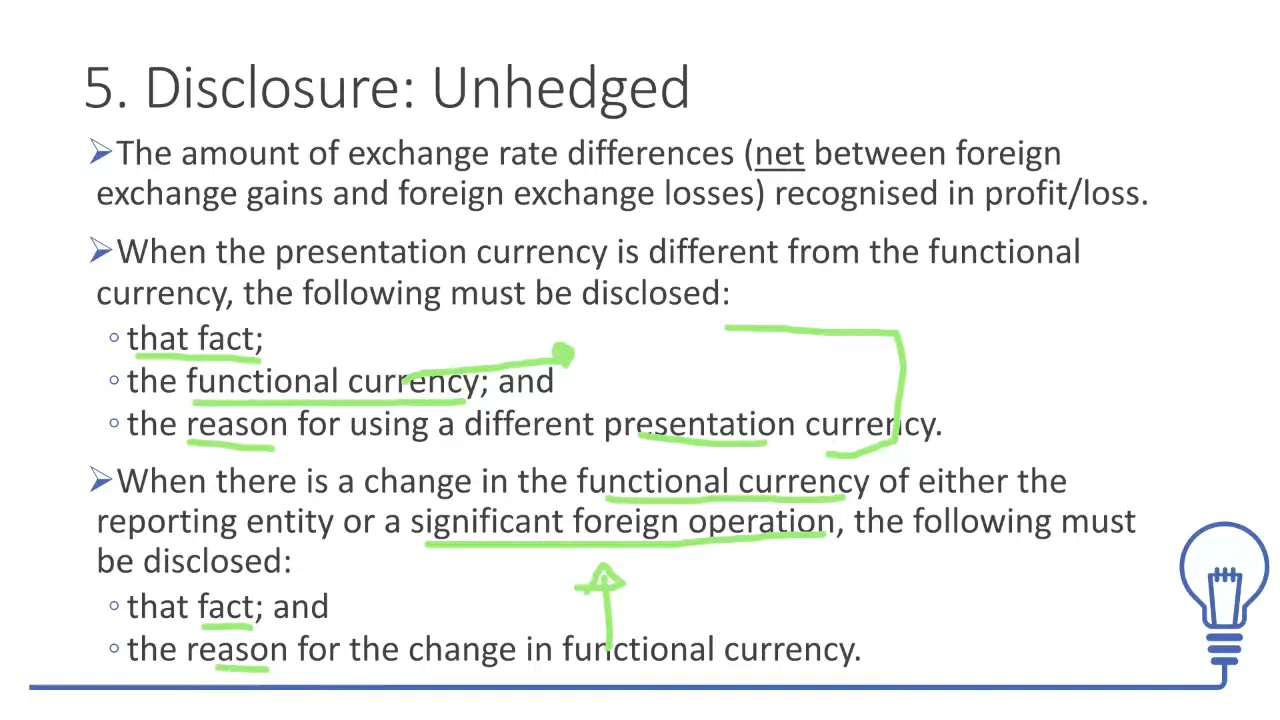 5. Disclosure: Unhedged
➢The amount of exchange rate differences (net between foreign
exchange gains and foreign exchange losses) recognised in profit/loss.
➢When the presentation currency is different from the functional
currency, the following must be disclosed:
◦that fact;
◦the functional currency; and
◦the reason for using a different presentation currency.
➢When there is a change in the functional currency of either the
reporting entity or a significant foreign operation, the following must
be disclosed:
◦that fact; and
◦the reason for the change in functional currency.